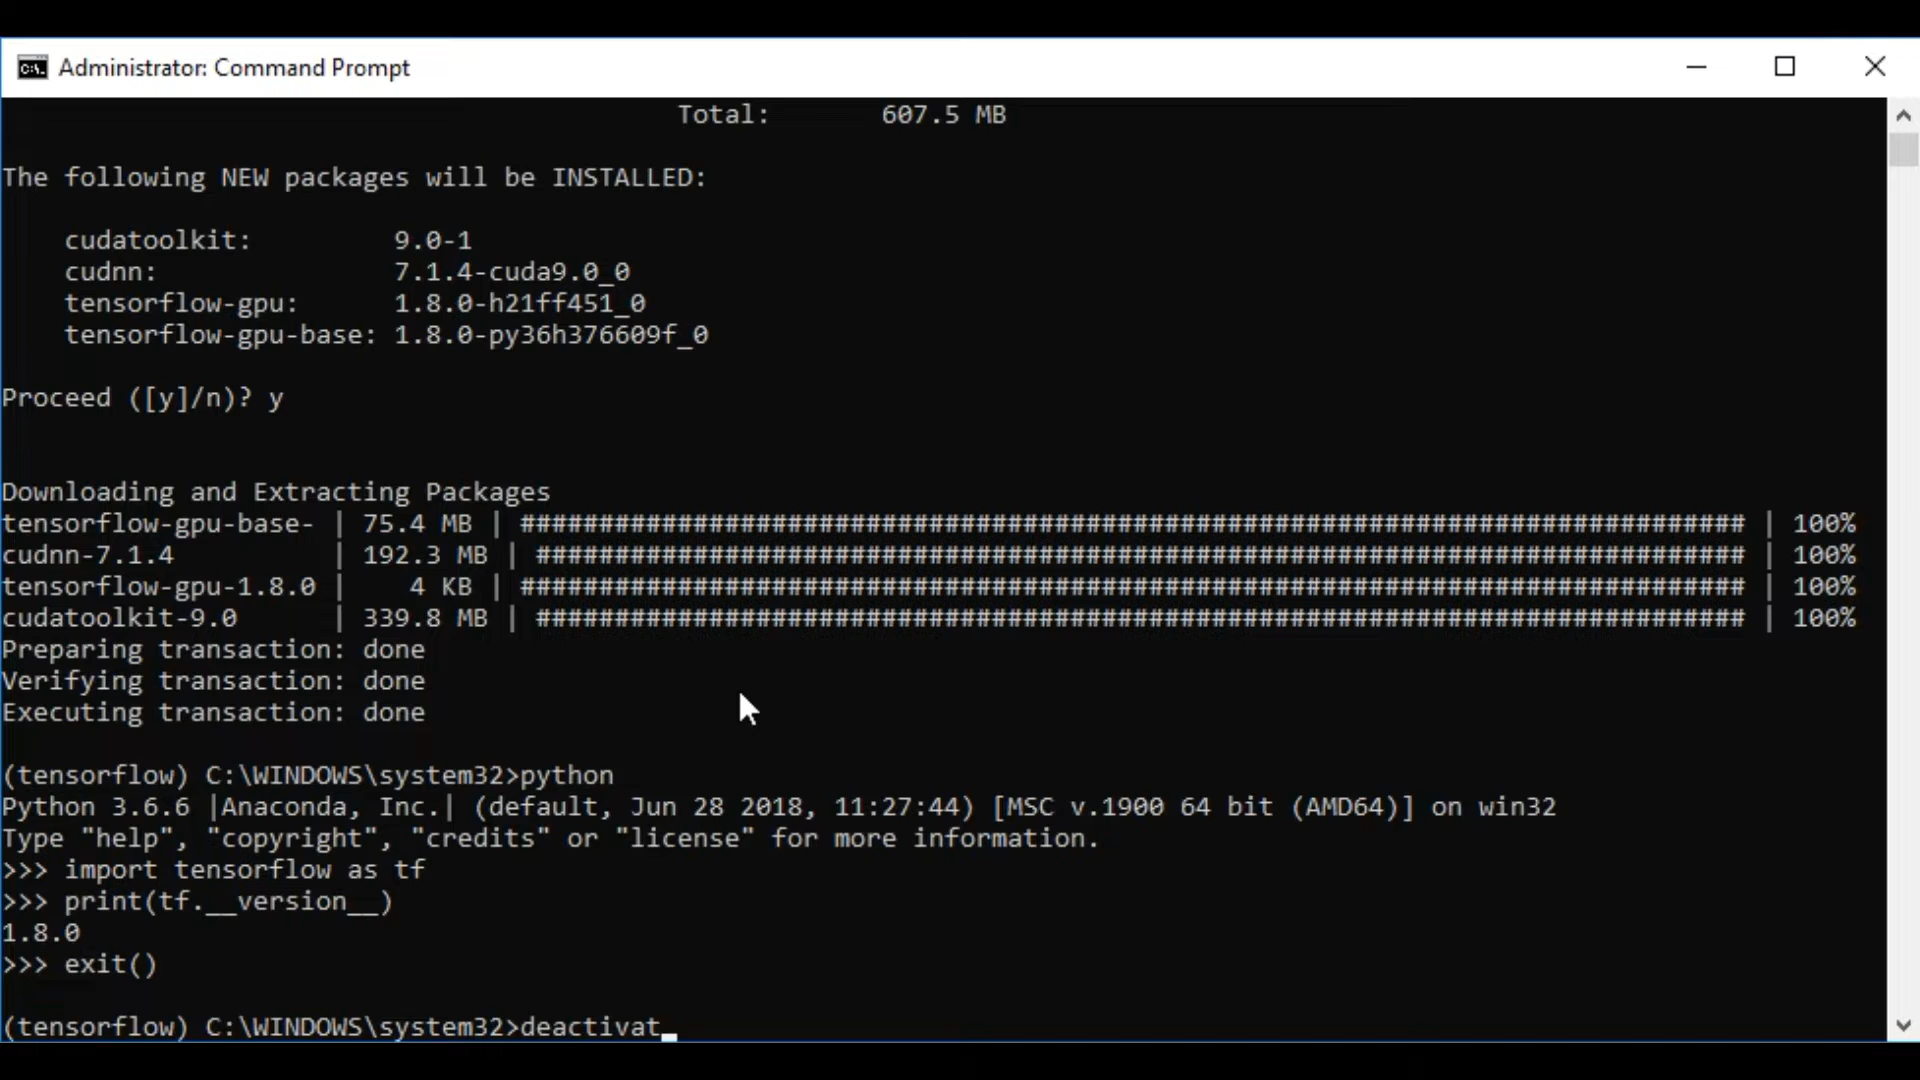 Administrator: Command Prompt
Total: 607.5 MB
The following NEW packages will be INSTALLED:
cudatoolkit: 9.0-1
cudnn: 7.1.4-cuda9.0_0
tensorflow-gpu: 1.8.0-h21ff451_0
tensorflow-gpu-base: 1.8.0-py36h376609f_0
Proceed ([y]/n)? y
Downloading and Extracting Packages
tensorflow-gpu-base- | 75.4 MB | ############################################################################## | 100%
cudnn-7.1.4 | 192.3 MB | ############################################################################# | 100%
tensorflow-gpu-1.8.0 | 4 KB | ############################################################################## | 100%
cudatoolkit-9.0 | 339.8 MB | ############################################################################# | 100%
Preparing transaction: done
Verifying transaction: done
Executing transaction: done
(tensorflow) C:\WINDOWS\system32>python
Python 3.6.6 |Anaconda, Inc.| (default, Jun 28 2018, 11:27:44) [MSC v.1900 64 bit (AMD64)] on win32
Type "help", "copyright", "credits" or "license" for more information.
>>> import tensorflow as tf
>>> print(tf.__version__)
1.8.0
>>> exit()
(tensorflow) C:\WINDOWS\system32>deactivat_